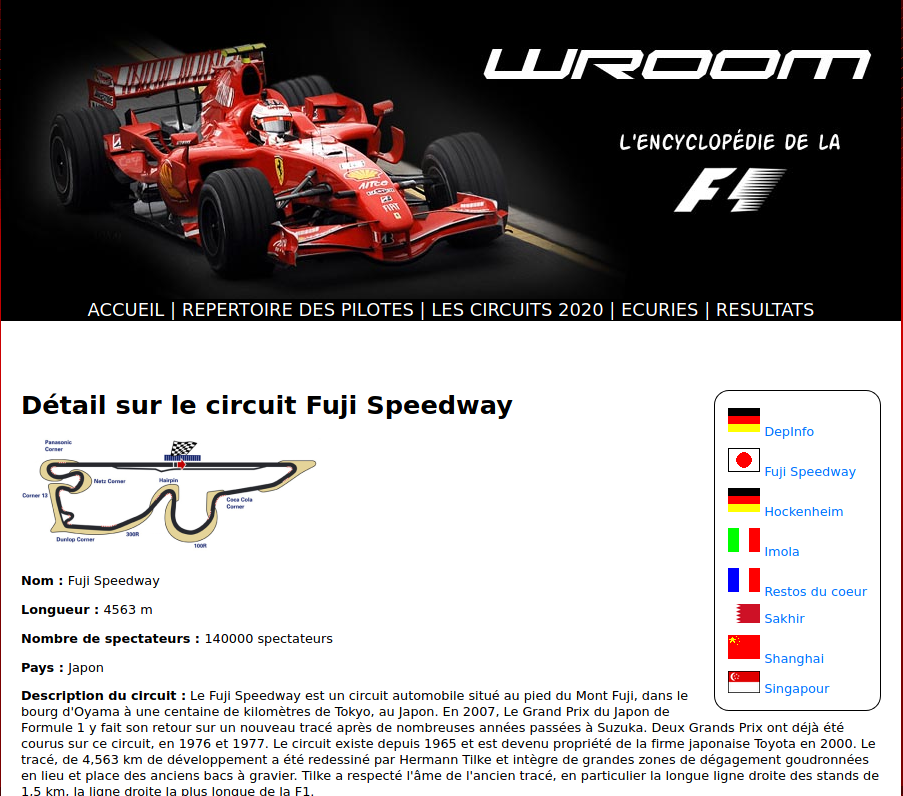 WROOM
L'ENCYCLOPÉDIE DE LA
F1
ACCUEIL | REPERTOIRE DES PILOTES | LES CIRCUITS 2020 | ECURIES | RESULTATS
Détail sur le circuit Fuji Speedway
Panasonic
Corner
Netz Corner
Hairpin
Corner 13
Coca Cola
Corner
300R
Dunlop Corner
100R
Nom : Fuji Speedway
Longueur : 4563 m
Nombre de spectateurs : 140000 spectateurs
Pays : Japon
Description du circuit : Le Fuji Speedway est un circuit automobile situé au pied du Mont Fuji, dans le
bourg d'Oyama à une centaine de kilomètres de Tokyo, au Japon. En 2007, Le Grand Prix du Japon de
Formule 1 y fait son retour sur un nouveau tracé après de nombreuses années passées à Suzuka. Deux Grands Prix ont déjà été
courus sur ce circuit, en 1976 et 1977. Le circuit existe depuis 1965 et est devenu propriété de la firme japonaise Toyota en 2000. Le
tracé, de 4,563 km de développement a été redessiné par Hermann Tilke et intègre de grandes zones de dégagement goudronnées
en lieu et place des anciens bacs à gravier. Tilke a respecté l'âme de l'ancien tracé, en particulier la longue ligne droite des stands de
1,5 km, la ligne droite la plus longue de la F1.
DepInfo
Fuji Speedway
Hockenheim
Imola
Restos du coeur
Sakhir
Shanghai
Singapour